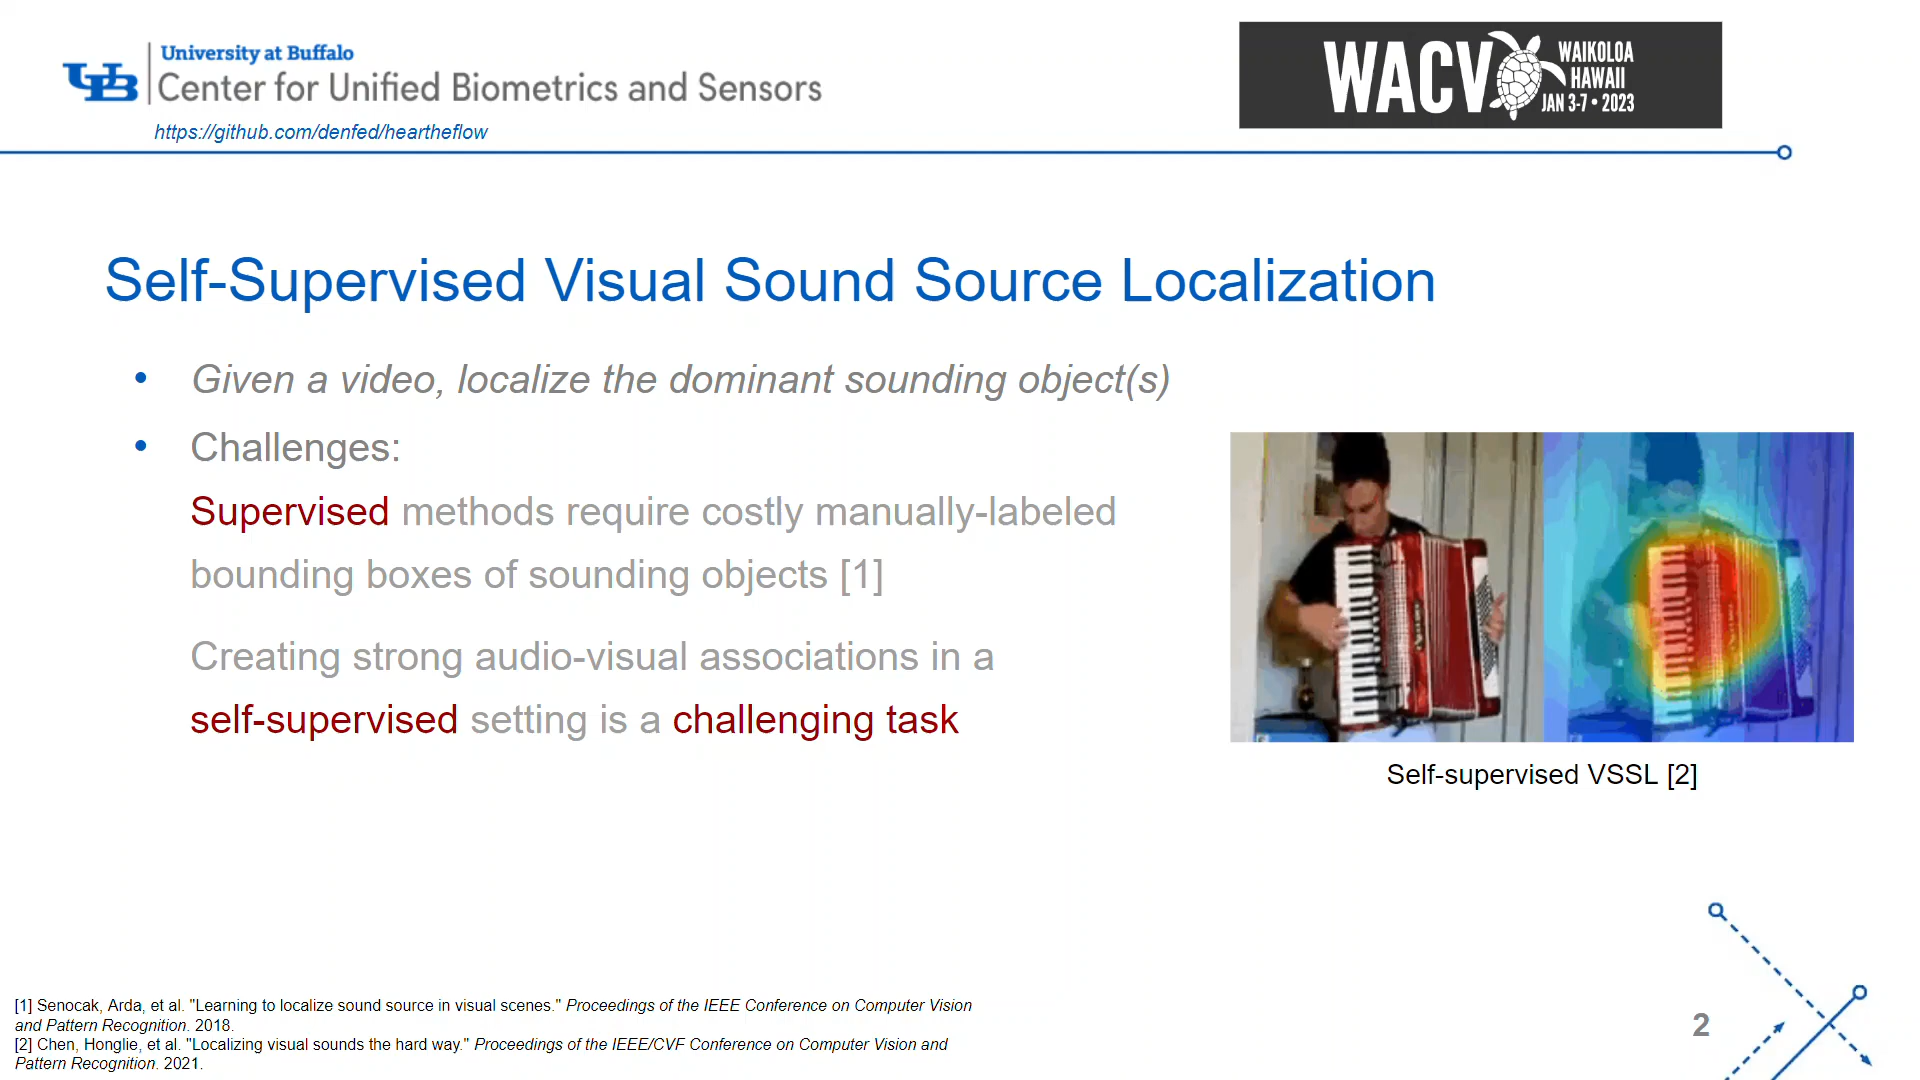 University at Buffalo
Center for Unified Biometrics and Sensors
https://github.com/denfed/heartheflow
WACV
WAIKOLOA
HAWAII
JAN 3-7 • 2023
Self-Supervised Visual Sound Source Localization
• Given a video, localize the dominant sounding object(s)
• Challenges:
Supervised methods require costly manually-labeled
bounding boxes of sounding objects [1]
Creating strong audio-visual associations in a
self-supervised setting is a challenging task
Self-supervised VSSL [2]
[1] Senocak, Arda, et al. "Learning to localize sound source in visual scenes." Proceedings of the IEEE Conference on Computer Vision
and Pattern Recognition. 2018.
[2] Chen, Honglie, et al. "Localizing visual sounds the hard way." Proceedings of the IEEE/CVF Conference on Computer Vision and
Pattern Recognition. 2021.
2